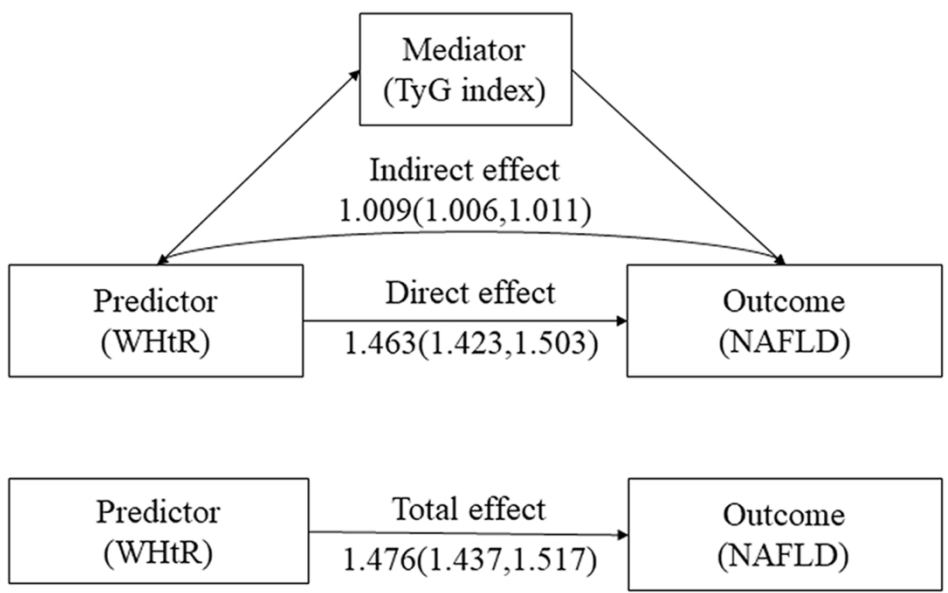 Mediator
(TyG index)
Indirect effect
1.009(1.006,1.011)
Predictor
(WHtR)
Direct effect
1.463(1.423,1.503)
Outcome
(NAFLD)
Predictor
(WHtR)
Total effect
1.476(1.437,1.517)
Outcome
(NAFLD)